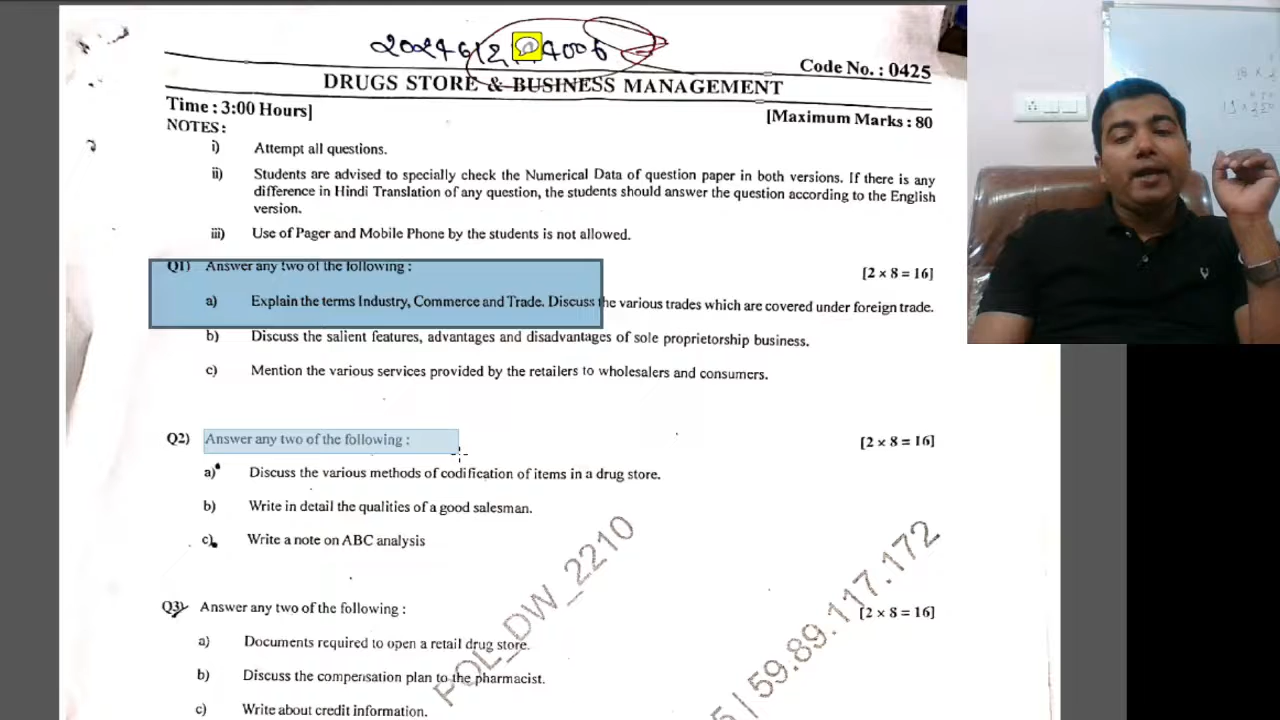 Code No. : 0425
DRUGS STORE & BUSINESS MANAGEMENT
Time : 3:00 Hours]
[Maximum Marks : 80
NOTES :
i) Attempt all questions.
ii) Students are advised to specially check the Numerical Data of question paper in both versions. If there is any
difference in Hindi Translation of any question, the students should answer the question according to the English
version.
iii) Use of Pager and Mobile Phone by the students is not allowed.
Q1) Answer any two of the following : [2 × 8 = 16]
a) Explain the terms Industry, Commerce and Trade. Discuss the various trades which are covered under foreign trade.
b) Discuss the salient features, advantages and disadvantages of sole proprietorship business.
c) Mention the various services provided by the retailers to wholesalers and consumers.
Q2) Answer any two of the following : [2 × 8 = 16]
a) Discuss the various methods of codification of items in a drug store.
b) Write in detail the qualities of a good salesman.
c) Write a note on ABC analysis
Q3) Answer any two of the following : [2 × 8 = 16]
a) Documents required to open a retail drug store.
b) Discuss the compensation plan to the pharmacist.
c) Write about credit information.
PQL_DW_2210
5 | 59.89.117.172